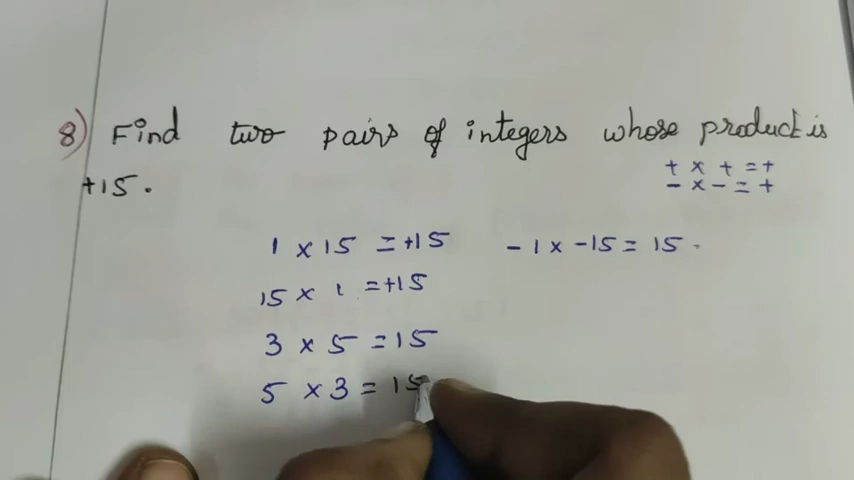 8) Find two pairs of integers whose product is
+15.
+ x + = +
- x - = +
1 x 15 = +15
-1 x -15 = 15.
15 x 1 = +15
3 x 5 = 15
5 x 3 = 15